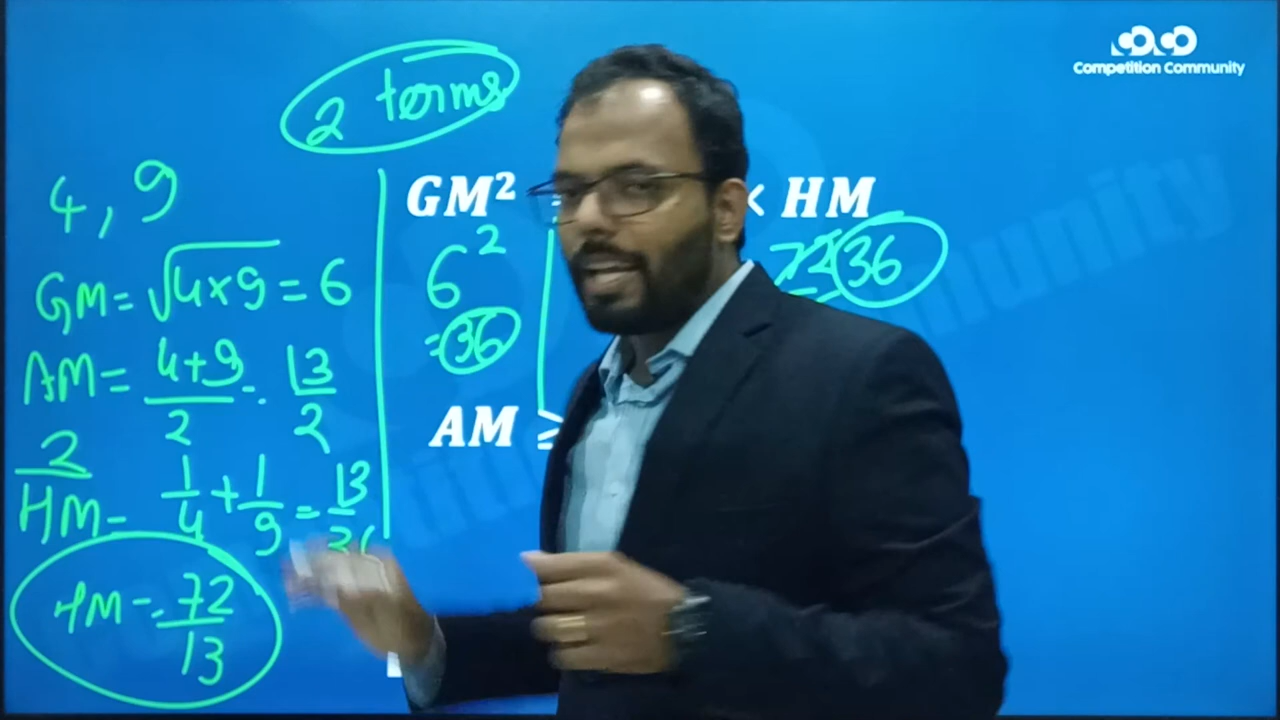 COCO
Competition Community
2 terms
4, 9
GM = √4×9 = 6
AM = 4+9/2 = 13/2
2/HM = 1/4 + 1/9 = 13/36
HM = 72/13
GM² = × HM
6² 72 36
= 36
AM ≥